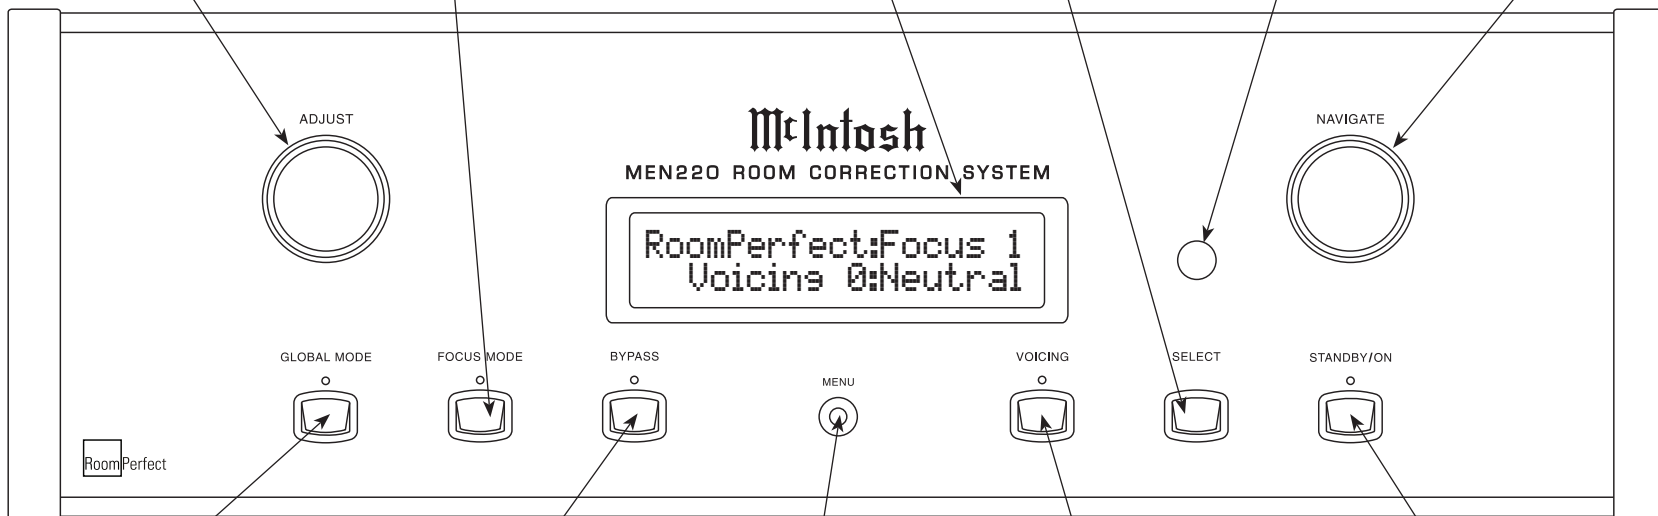 ADJUST
McIntosh
NAVIGATE
MEN220 ROOM CORRECTION SYSTEM
RoomPerfect:Focus 1
Voicing 0:Neutral
GLOBAL MODE
FOCUS MODE
BYPASS
MENU
VOICING
SELECT
STANDBY/ON
RoomPerfect